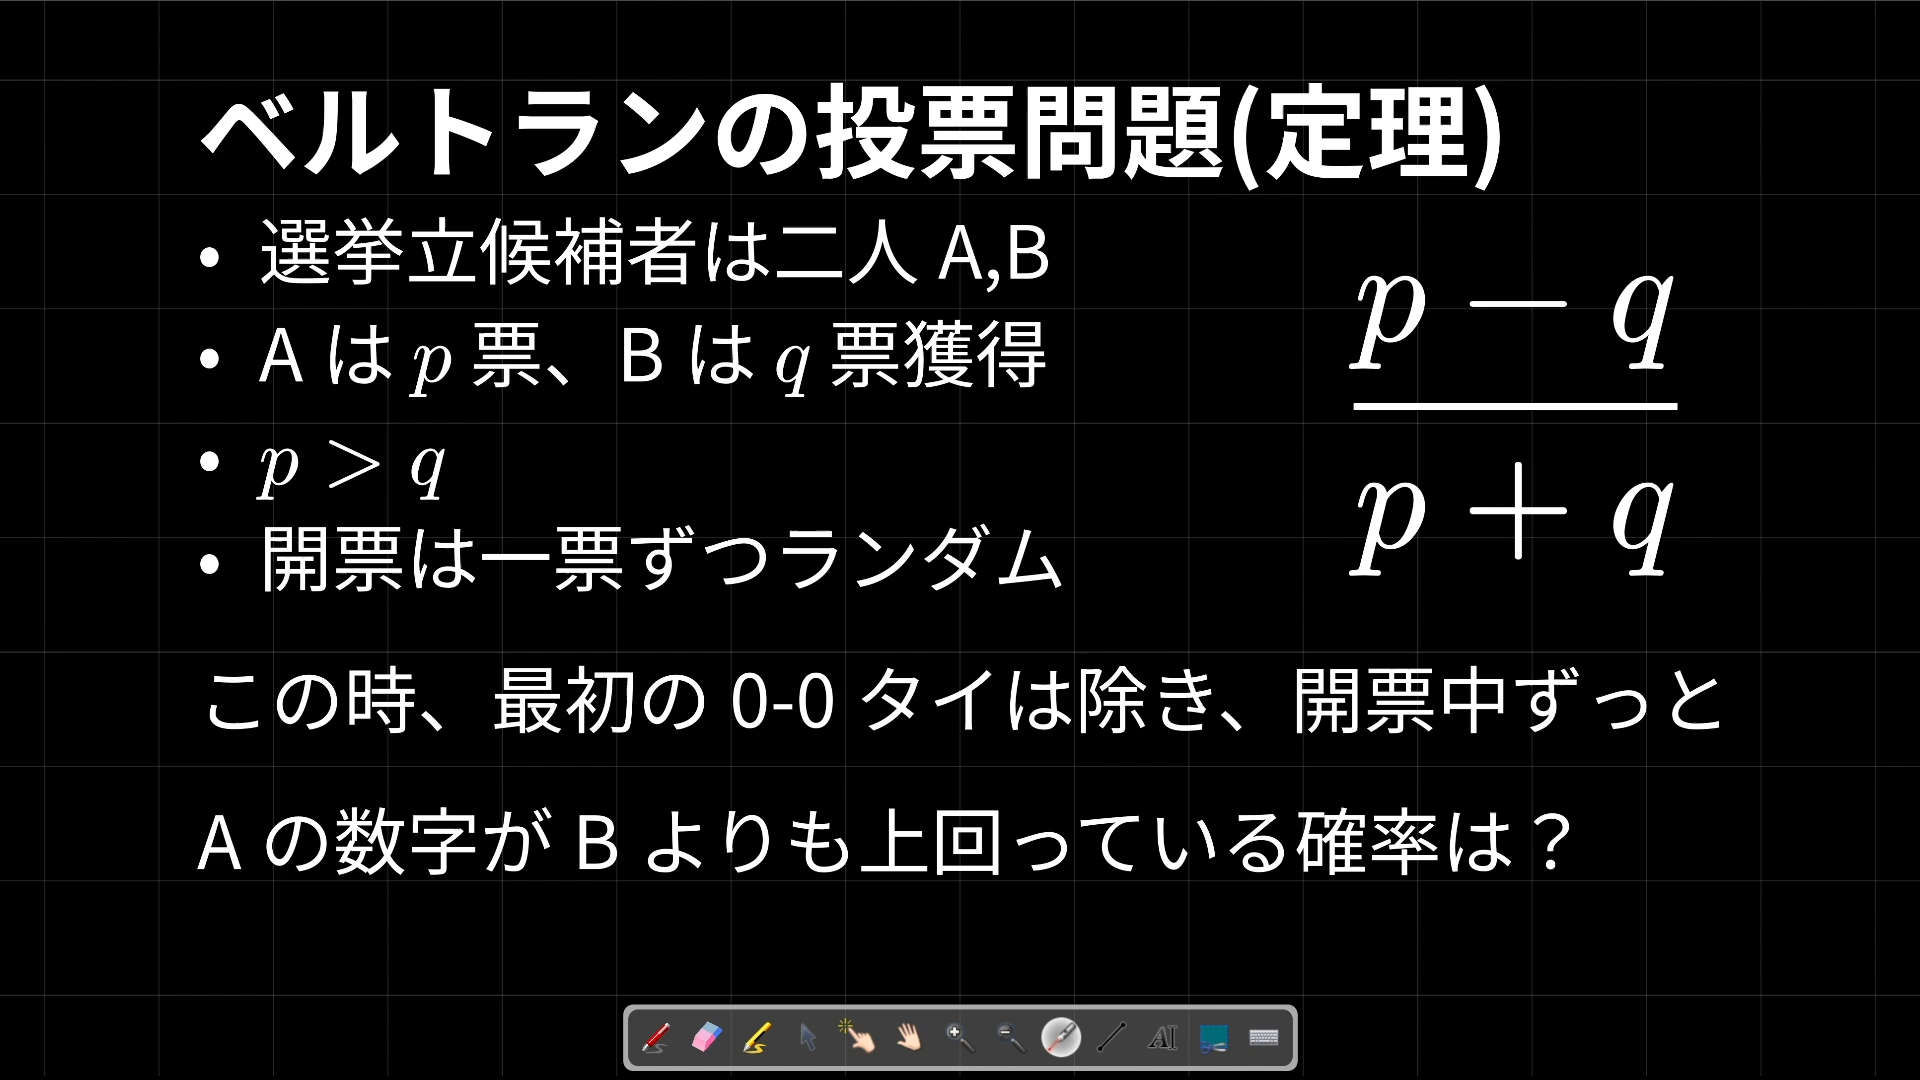 ベルトランの投票問題(定理)
• 選挙立候補者は二人 A,B
• A は p 票、B は q 票獲得
• p > q
• 開票は一票ずつランダム
p − q
p + q
この時、最初の 0-0 タイは除き、開票中ずっと
A の数字が B よりも上回っている確率は？
AI